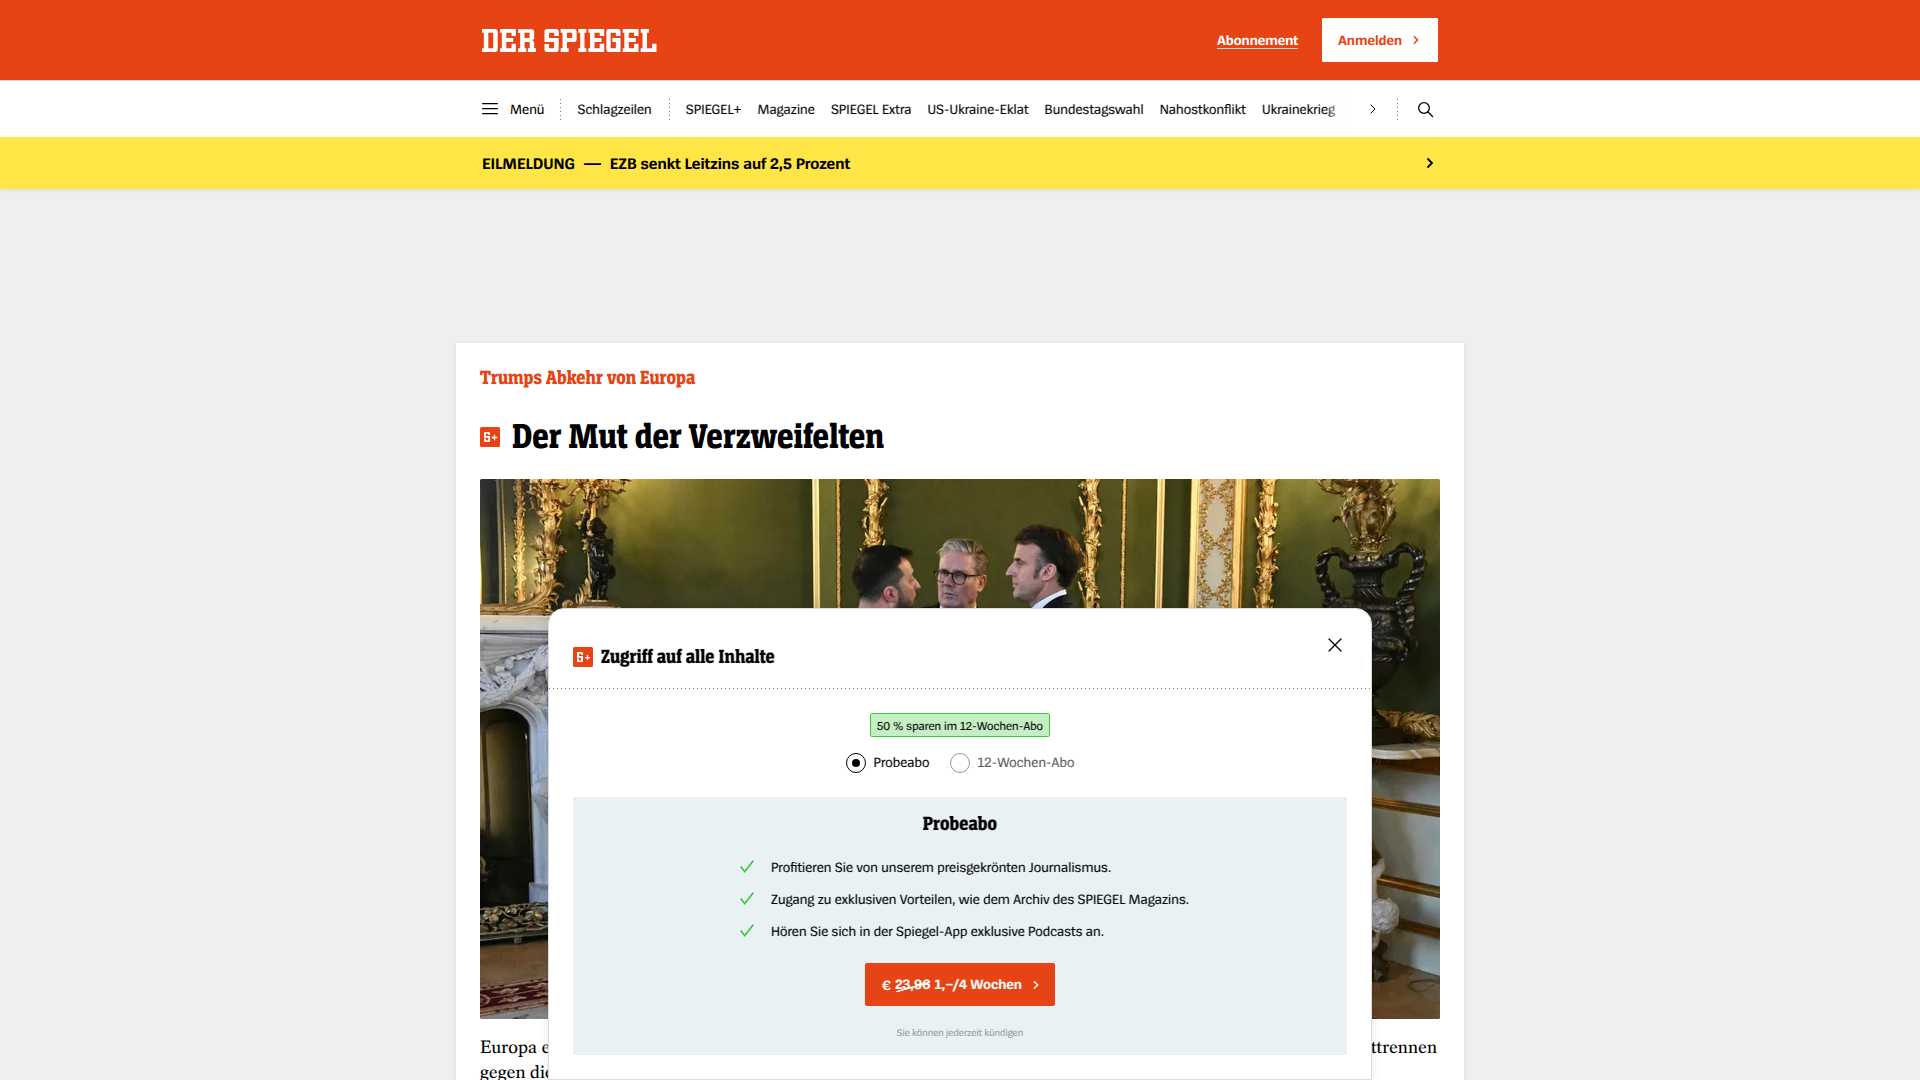 DER SPIEGEL
Abonnement
Anmelden
Menü
Schlagzeilen
SPIEGEL+
Magazine
SPIEGEL Extra
US-Ukraine-Eklat
Bundestagswahl
Nahostkonflikt
Ukrainekrieg
EILMELDUNG — EZB senkt Leitzins auf 2,5 Prozent
Trumps Abkehr von Europa
S+ Der Mut der Verzweifelten
S+ Zugriff auf alle Inhalte
50 % sparen im 12-Wochen-Abo
Probeabo
12-Wochen-Abo
Probeabo
Profitieren Sie von unserem preisgekrönten Journalismus.
Zugang zu exklusiven Vorteilen, wie dem Archiv des SPIEGEL Magazins.
Hören Sie sich in der Spiegel-App exklusive Podcasts an.
€ 23,96 1,–/4 Wochen
Sie können jederzeit kündigen
Europa
gegen